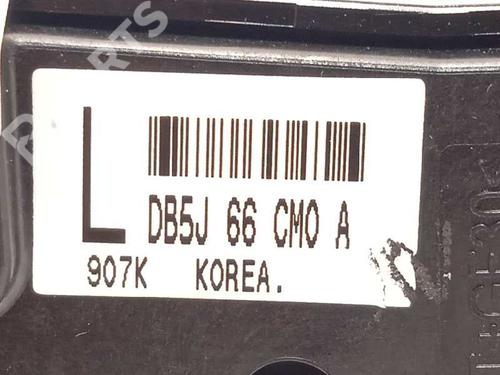 L
DB5J 66 CM0 A
907K KOREA.